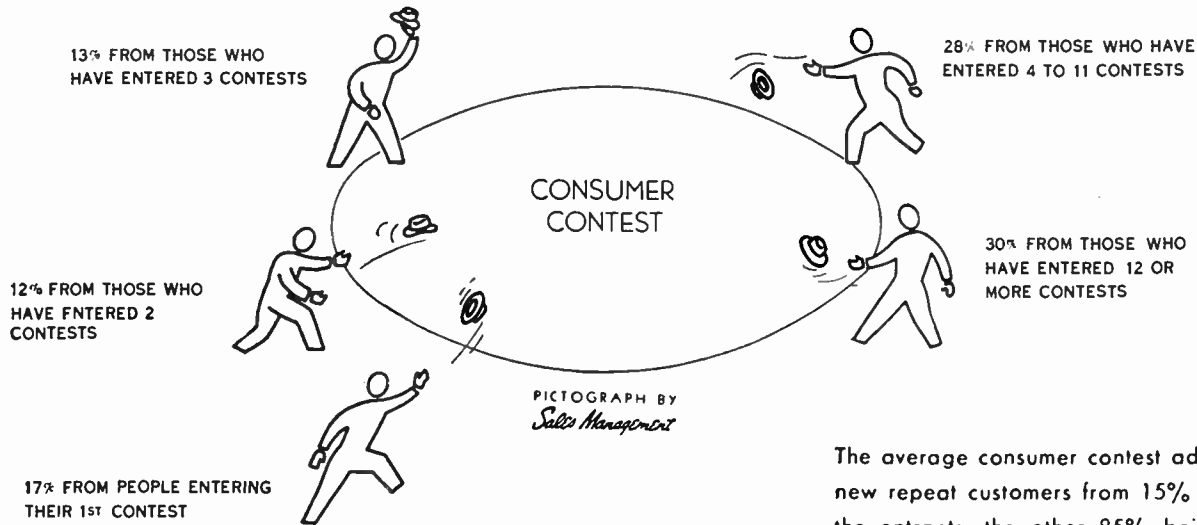 13% FROM THOSE WHO
HAVE ENTERED 3 CONTESTS
28% FROM THOSE WHO HAVE
ENTERED 4 TO 11 CONTESTS
CONSUMER
CONTEST
30% FROM THOSE WHO
HAVE ENTERED 12 OR
MORE CONTESTS
12% FROM THOSE WHO
HAVE FNTERED 2
CONTESTS
PICTOGRAPH BY
Sales Management
17% FROM PEOPLE ENTERING
THEIR 1ST CONTEST
The average consumer contest ad
new repeat customers from 15%